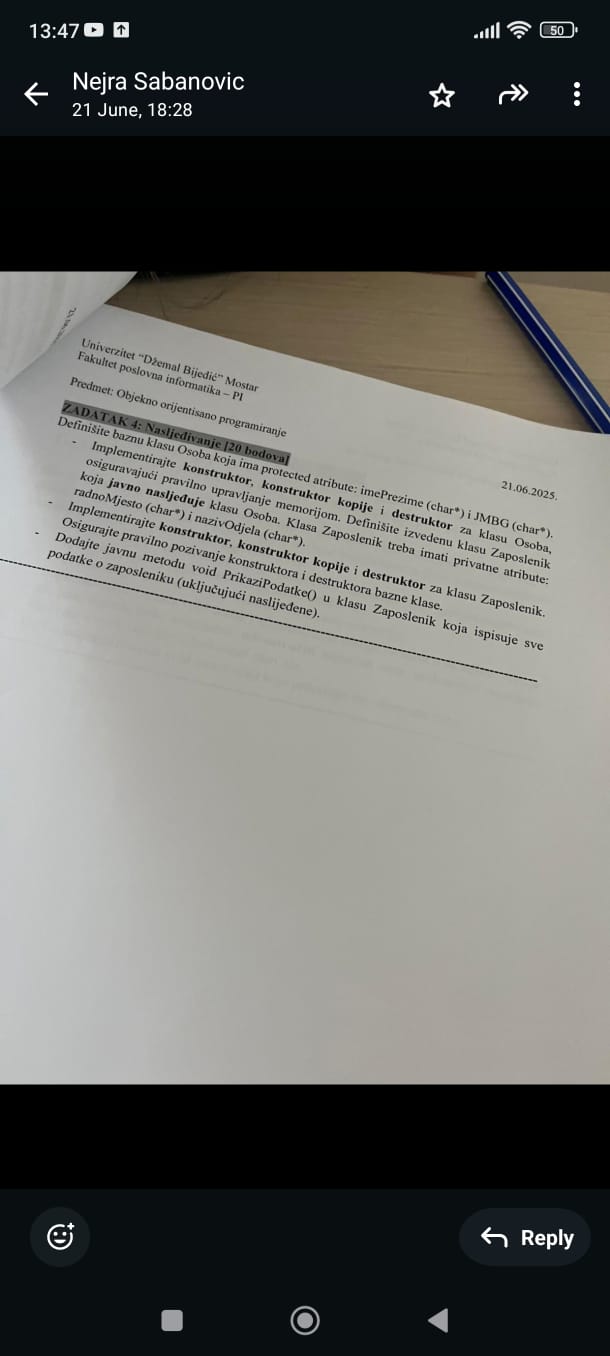 13:47
50
Nejra Sabanovic
21 June, 18:28
Univerzitet “Džemal Bijedić” Mostar
Fakultet poslovna informatika – PI
Predmet: Objekno orijentisano programiranje
21.06.2025.
ZADATAK 4: Nasljeđivanje [20 bodova]
Definišite baznu klasu Osoba koja ima protected atribute: imePrezime (char*) i JMBG (char*).
- Implementirajte konstruktor, konstruktor kopije i destruktor za klasu Osoba,
osiguravajući pravilno upravljanje memorijom. Definišite izvedenu klasu Zaposlenik
koja javno nasljeđuje klasu Osoba. Klasa Zaposlenik treba imati privatne atribute:
radnoMjesto (char*) i nazivOdjela (char*).
- Implementirajte konstruktor, konstruktor kopije i destruktor za klasu Zaposlenik.
Osigurajte pravilno pozivanje konstruktora i destruktora bazne klase.
- Dodajte javnu metodu void PrikaziPodatke() u klasu Zaposlenik koja ispisuje sve
podatke o zaposleniku (uključujući naslijeđene).
Reply